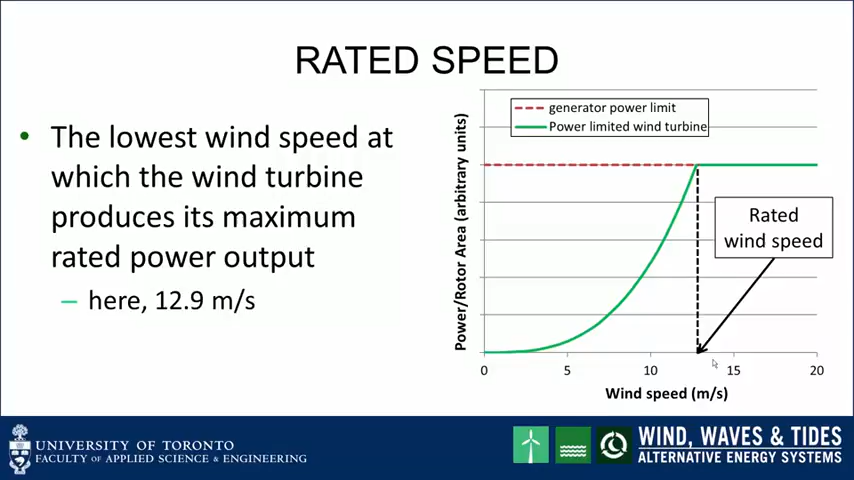 RATED SPEED
• The lowest wind speed at
which the wind turbine
produces its maximum
rated power output
– here, 12.9 m/s
generator power limit
Power limited wind turbine
Power/Rotor Area (arbitrary units)
Rated
wind speed
0 5 10 15 20
Wind speed (m/s)
UNIVERSITY OF TORONTO
FACULTY OF APPLIED SCIENCE & ENGINEERING
WIND, WAVES & TIDES
ALTERNATIVE ENERGY SYSTEMS